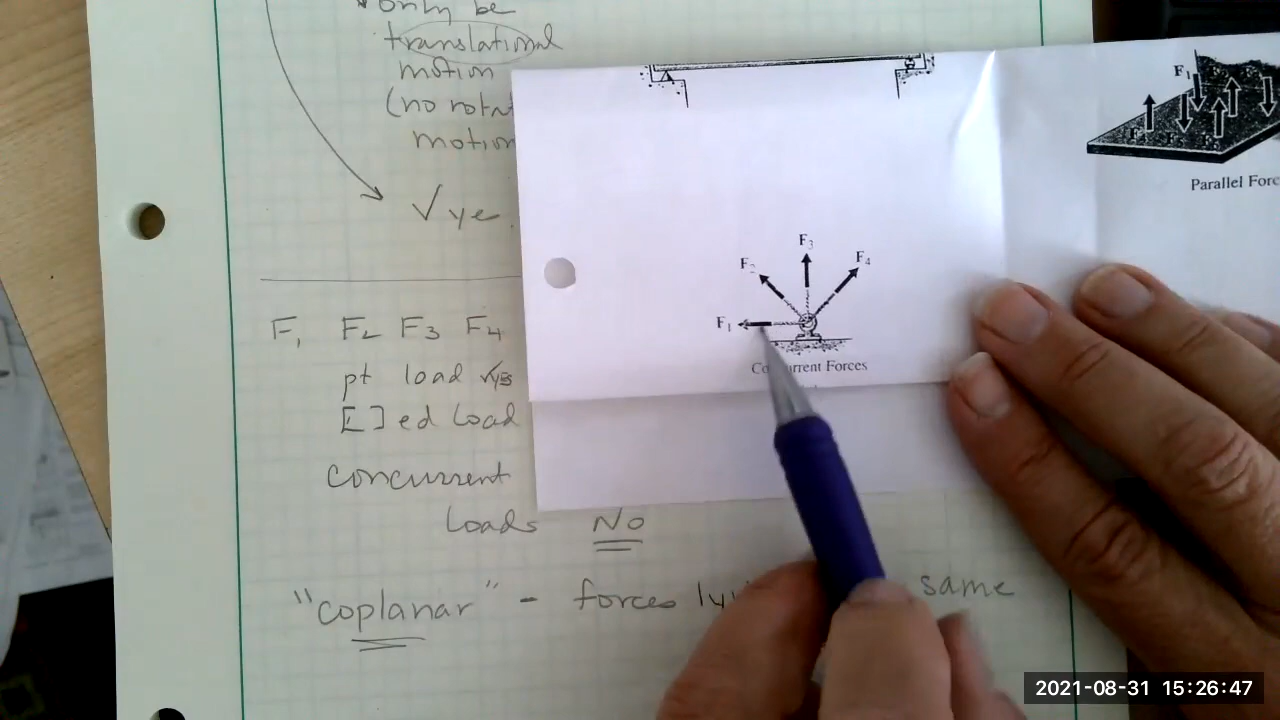 only be
translational
motion
(no rotat
motion
√ ye
F1 F2 F3 F4
pt load √yes
[ ]ed Load
concurrent
Loads No
"coplanar" - forces lyi same
F3
F2 F4
F1
Concurrent Forces
F1
Parallel Forc
2021-08-31 15:26:47